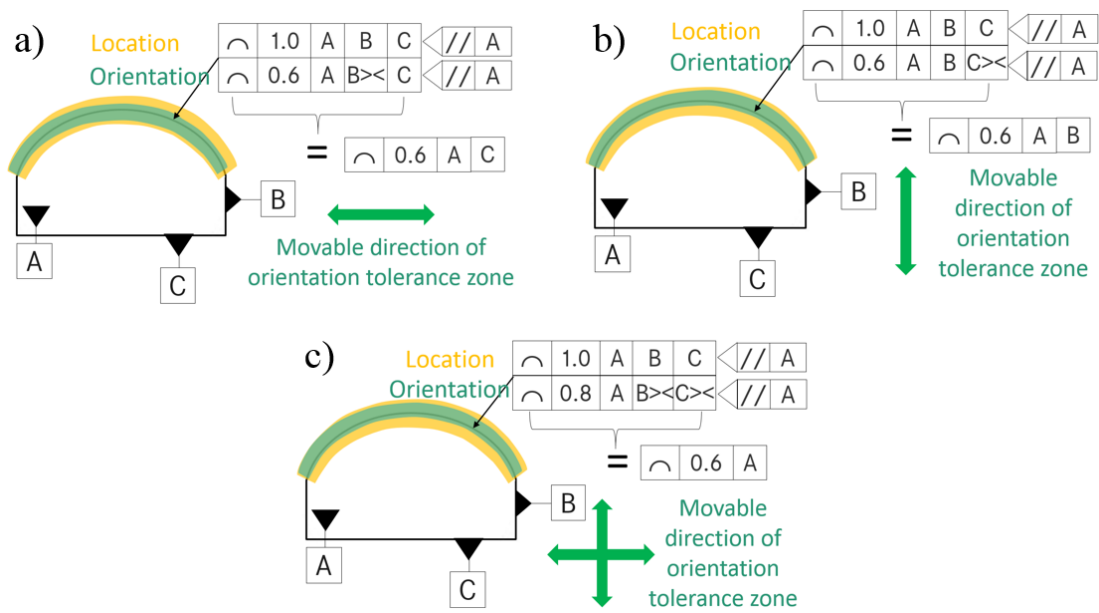 a)
Location
Orientation
⌒ 1.0 A B C // A
⌒ 0.6 A B>< C // A
= ⌒ 0.6 A C
B
A
C
Movable direction of
orientation tolerance zone
b)
Location
Orientation
⌒ 1.0 A B C // A
⌒ 0.6 A B C>< // A
= ⌒ 0.6 A B
B
A
C
Movable
direction of
orientation
tolerance zone
c)
Location
Orientation
⌒ 1.0 A B C // A
⌒ 0.8 A B>< C>< // A
= ⌒ 0.6 A
B
A
C
Movable
direction of
orientation
tolerance zone